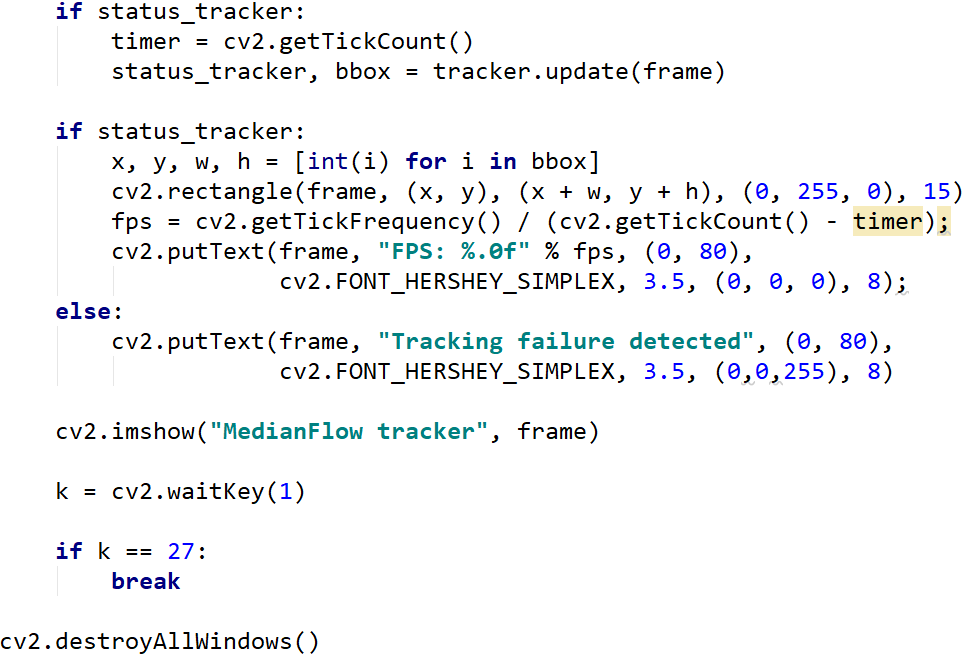 if status_tracker:
    timer = cv2.getTickCount()
    status_tracker, bbox = tracker.update(frame)

if status_tracker:
    x, y, w, h = [int(i) for i in bbox]
    cv2.rectangle(frame, (x, y), (x + w, y + h), (0, 255, 0), 15)
    fps = cv2.getTickFrequency() / (cv2.getTickCount() - timer);
    cv2.putText(frame, "FPS: %.0f" % fps, (0, 80),
                cv2.FONT_HERSHEY_SIMPLEX, 3.5, (0, 0, 0), 8);
else:
    cv2.putText(frame, "Tracking failure detected", (0, 80),
                cv2.FONT_HERSHEY_SIMPLEX, 3.5, (0,0,255), 8)

cv2.imshow("MedianFlow tracker", frame)

k = cv2.waitKey(1)

if k == 27:
    break

cv2.destroyAllWindows()